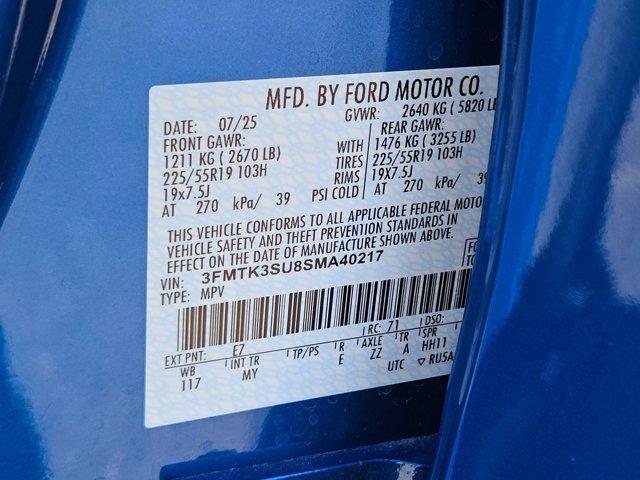 MFD. BY FORD MOTOR CO.
DATE: 07/25 GVWR: 2640 KG ( 5820 LB
FRONT GAWR: REAR GAWR:
1211 KG ( 2670 LB) WITH 1476 KG ( 3255 LB)
225/55R19 103H TIRES 225/55R19 103H
19x7.5J RIMS 19X7.5J
AT 270 kPa/ 39 PSI COLD AT 270 kPa/ 39
THIS VEHICLE CONFORMS TO ALL APPLICABLE FEDERAL MOTO
VEHICLE SAFETY AND THEFT PREVENTION STANDARDS IN
EFFECT ON THE DATE OF MANUFACTURE SHOWN ABOVE.
VIN: 3FMTK3SU8SMA40217
TYPE: MPV
EXT PNT: E7 RC: 71 DSO:
WB INT TR TP/PS R AXLE TR SPR
117 MY E ZZ A HH11
UTC ▽ RU5A